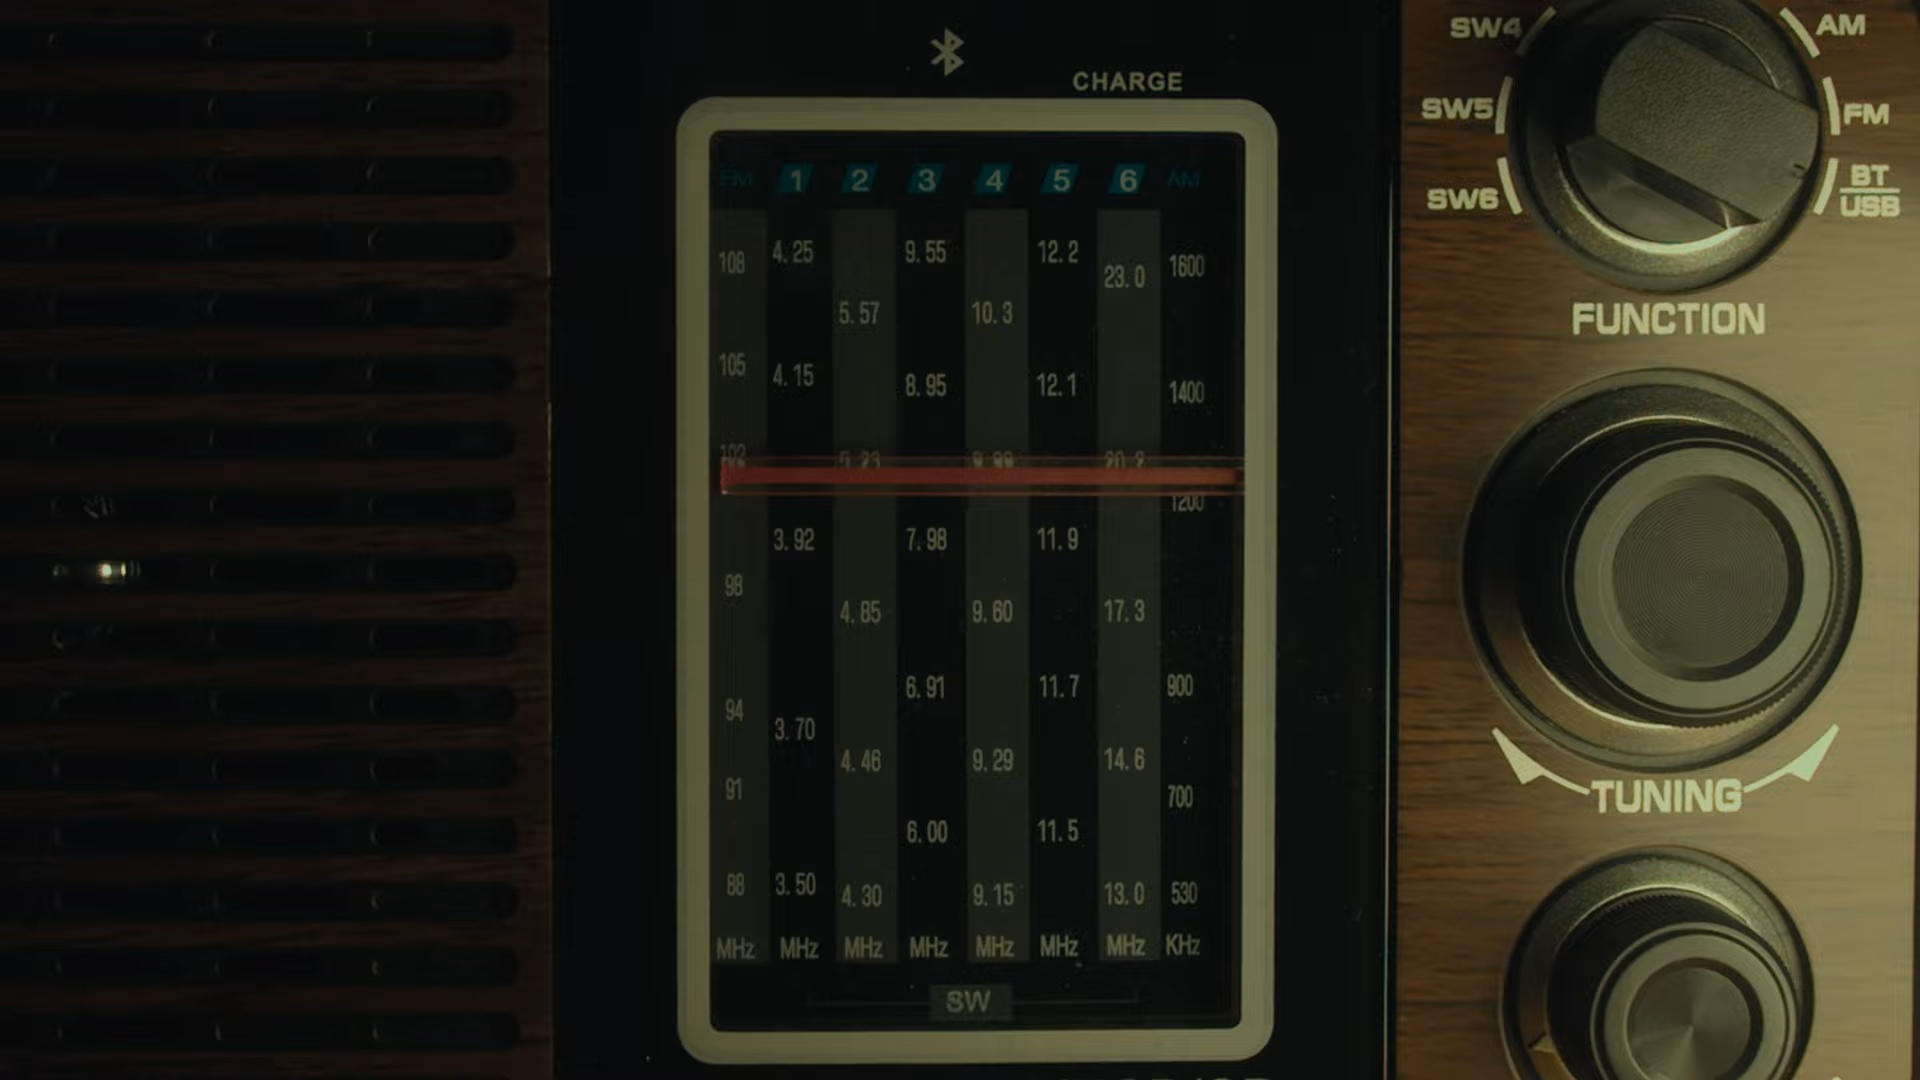 CHARGE
FM 1 2 3 4 5 6 AM
108 4.25 9.55 12.2 23.0 1600
5.57 10.3
105 4.15 8.95 12.1 1400
1200
3.92 7.98 11.9
98 4.85 9.60 17.3
94 3.70 6.91 11.7 900
4.46 9.29 14.6
91 6.00 11.5 700
88 3.50 4.30 9.15 13.0 530
MHz MHz MHz MHz MHz MHz MHz KHz
SW
SW4 AM
SW5 FM
SW6 BT
USB
FUNCTION
TUNING